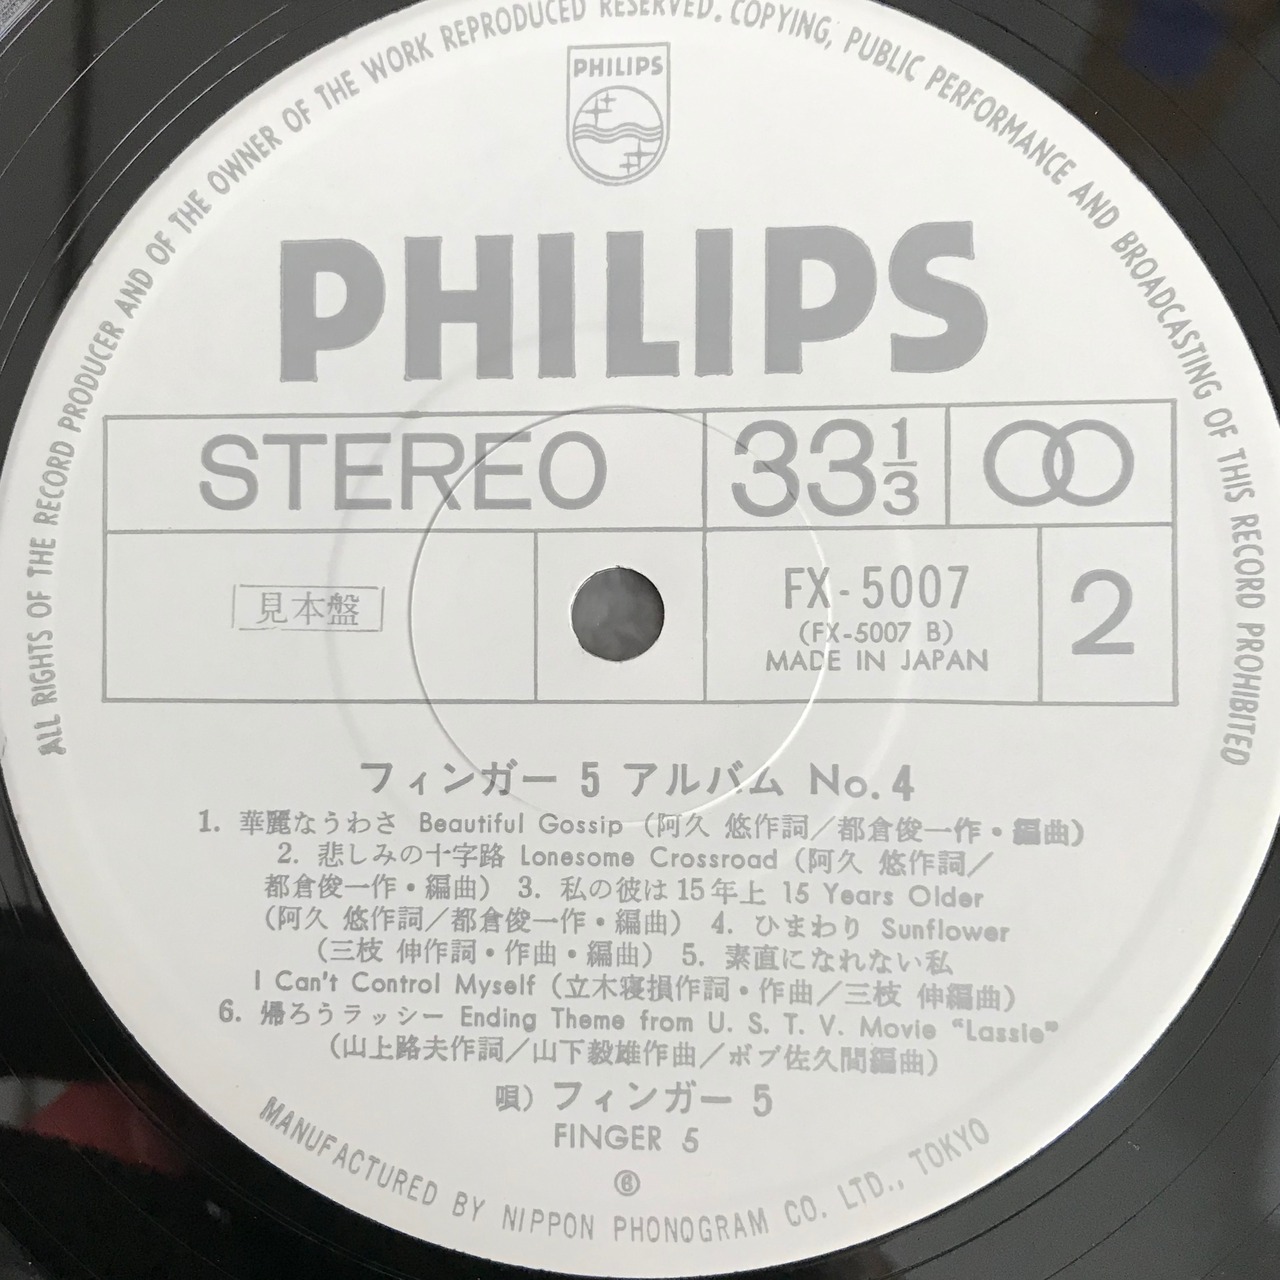 ALL RIGHTS OF THE RECORD PRODUCER AND OF THE OWNER OF THE WORK REPRODUCED RESERVED. COPYING, PUBLIC PERFORMANCE AND BROADCASTING OF THIS RECORD PROHIBITED
PHILIPS
PHILIPS
STEREO 33 1/3
見本盤 FX-5007 2
(FX-5007 B)
MADE IN JAPAN
フィンガー 5 アルバム No. 4
1. 華麗なうわさ Beautiful Gossip (阿久 悠作詞/都倉俊一作・編曲)
2. 悲しみの十字路 Lonesome Crossroad (阿久 悠作詞/
都倉俊一作・編曲) 3. 私の彼は15年上 15 Years Older
(阿久 悠作詞/都倉俊一作・編曲) 4. ひまわり Sunflower
(三枝 伸作詞・作曲・編曲) 5. 素直になれない私
I Can't Control Myself (立木寝損作詞・作曲/三枝 伸編曲)
6. 帰ろうラッシー Ending Theme from U. S. T. V. Movie “Lassie”
(山上路夫作詞/山下毅雄作曲/ボブ佐久間編曲)
唄) フィンガー 5
FINGER 5
MANUFACTURED BY NIPPON PHONOGRAM CO. LTD., TOKYO